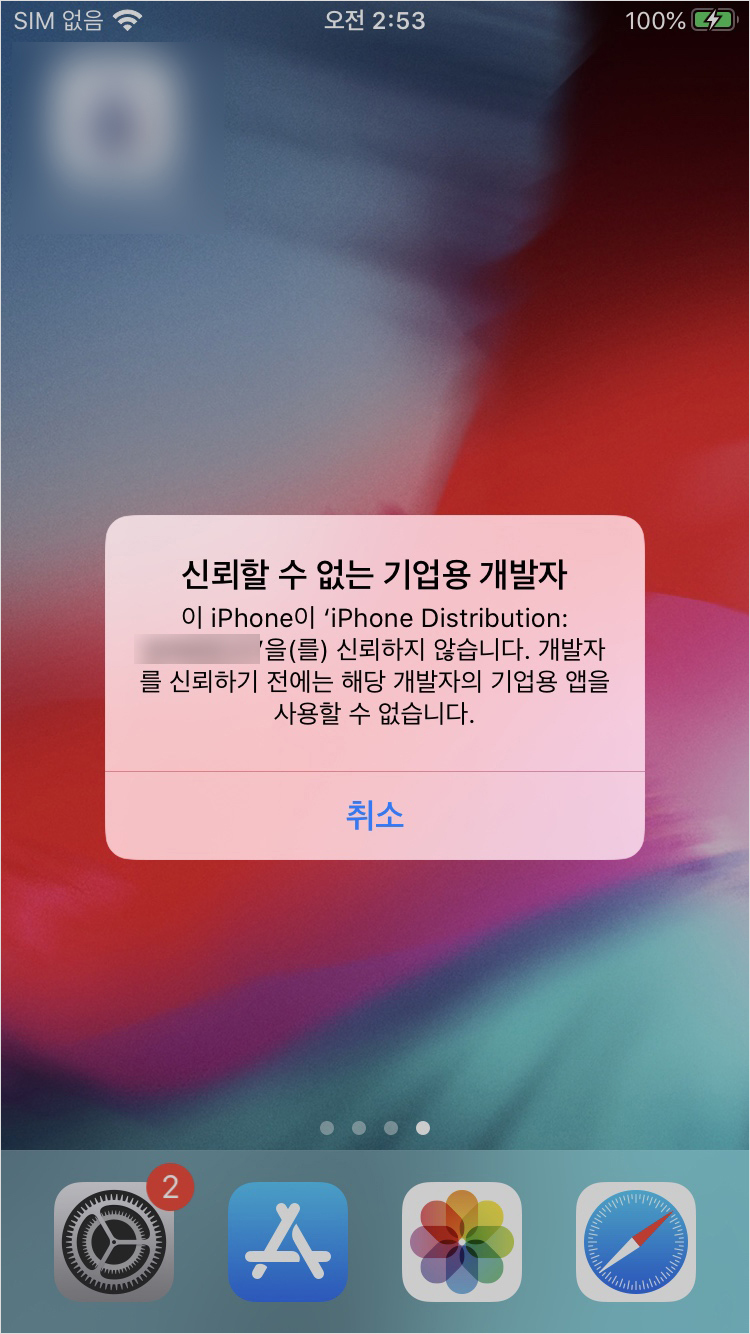 SIM 없음
오전 2:53
100%
신뢰할 수 없는 기업용 개발자
이 iPhone이 ‘iPhone Distribution:
’을(를) 신뢰하지 않습니다. 개발자
를 신뢰하기 전에는 해당 개발자의 기업용 앱을
사용할 수 없습니다.
취소
2